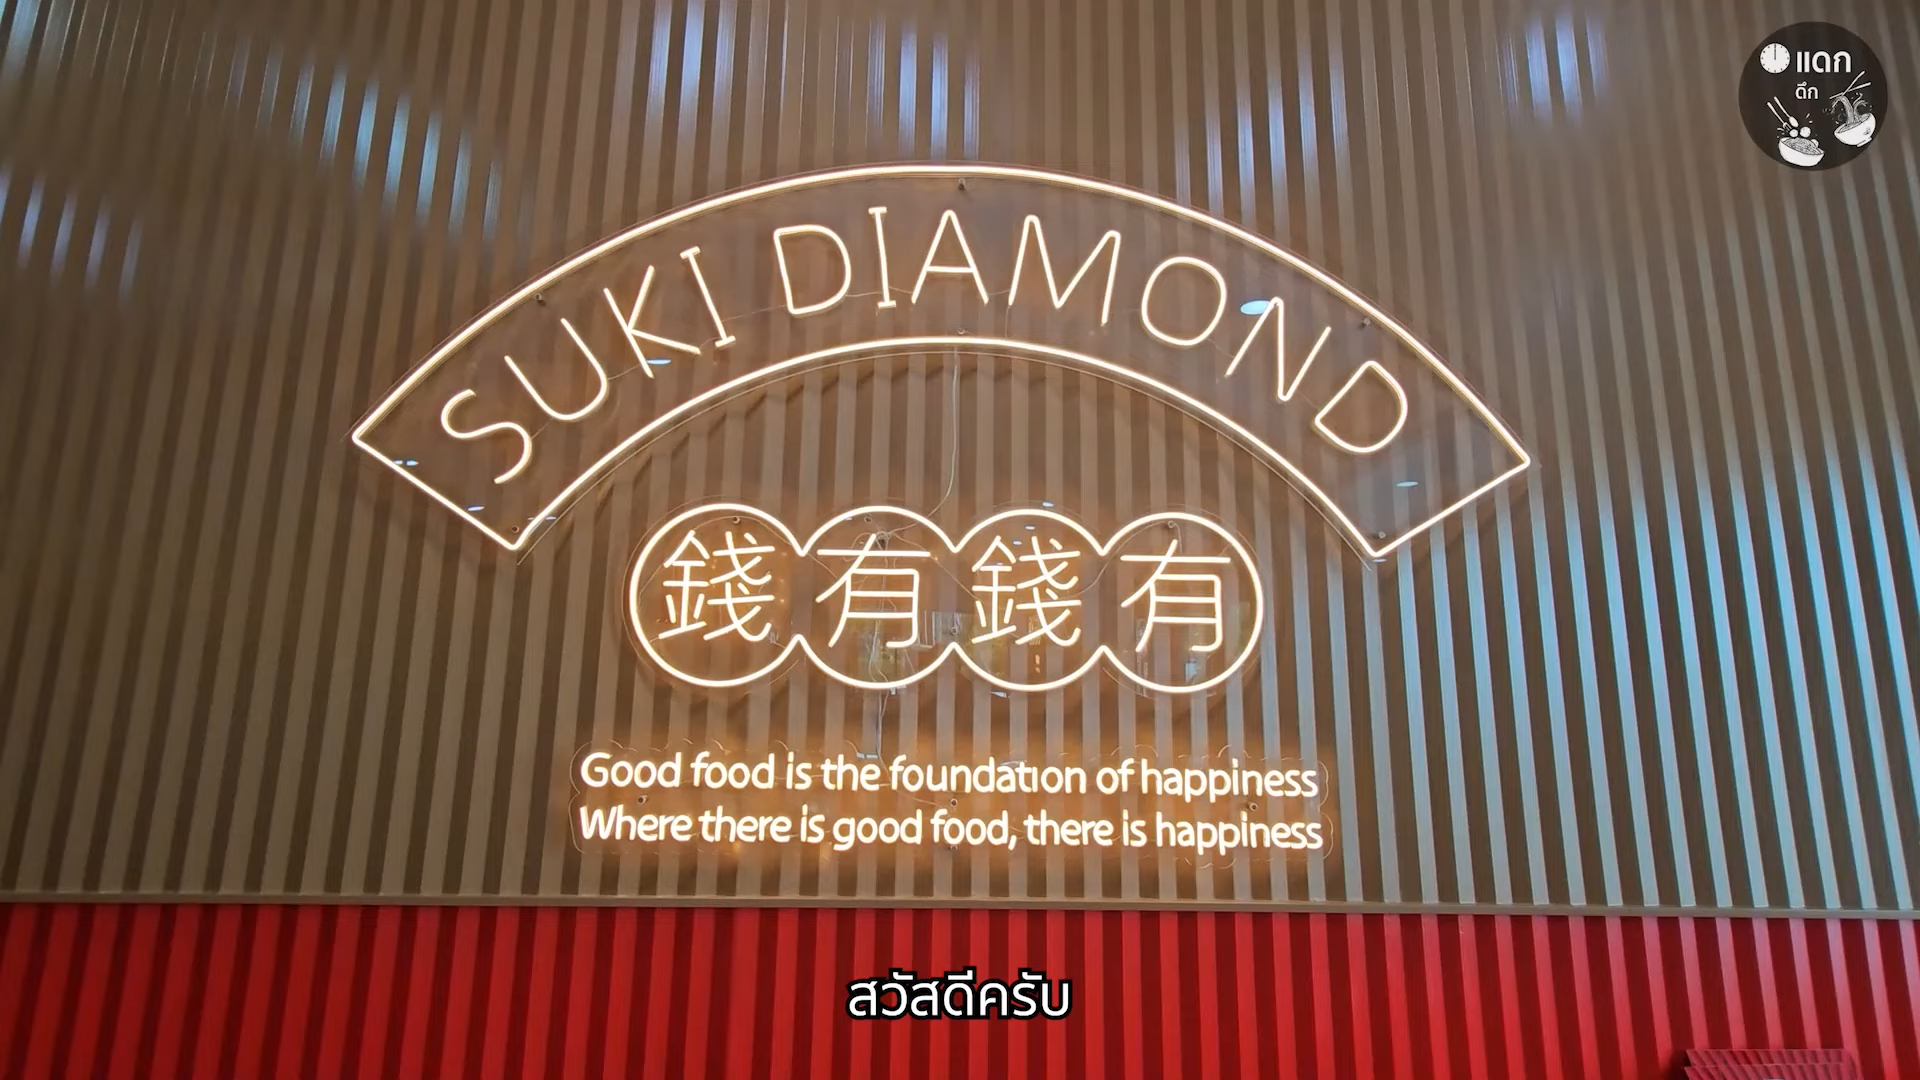 แดก
ดึก
SUKI DIAMOND
錢有錢有
Good food is the foundation of happiness
Where there is good food, there is happiness
สวัสดีครับ